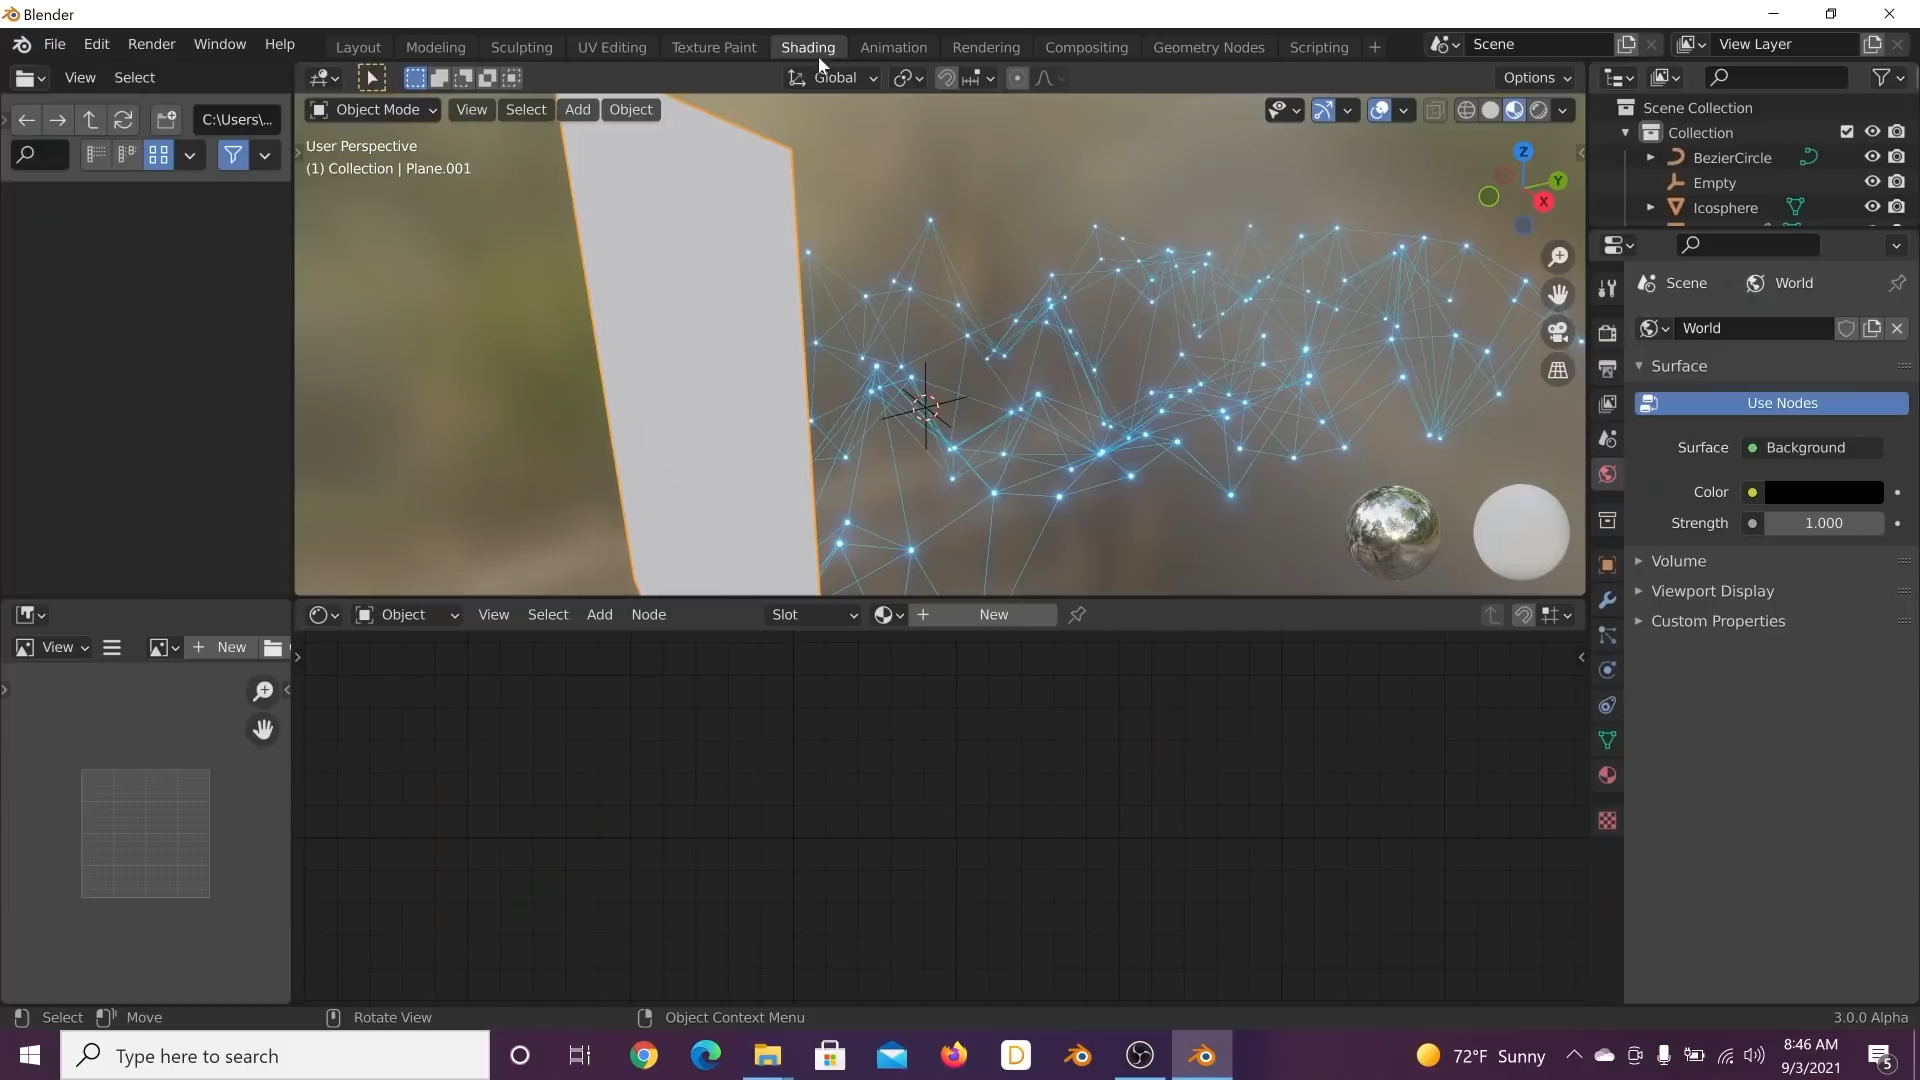 Blender
File Edit Render Window Help
Layout Modeling Sculpting UV Editing Texture Paint Shading Animation Rendering Compositing Geometry Nodes Scripting
Scene
View Layer
View Select
Global
Options
C:\Users\...
Object Mode View Select Add Object
User Perspective
(1) Collection | Plane.001
Z
Y
X
Scene Collection
Collection
BezierCircle
Empty
Icosphere
Scene World
World
Surface
Use Nodes
Surface Background
Color
Strength 1.000
Volume
Viewport Display
Custom Properties
Object View Select Add Node Slot New
View New
Select Move Rotate View Object Context Menu 3.0.0 Alpha
Type here to search
D
72°F Sunny
8:46 AM
9/3/2021
5